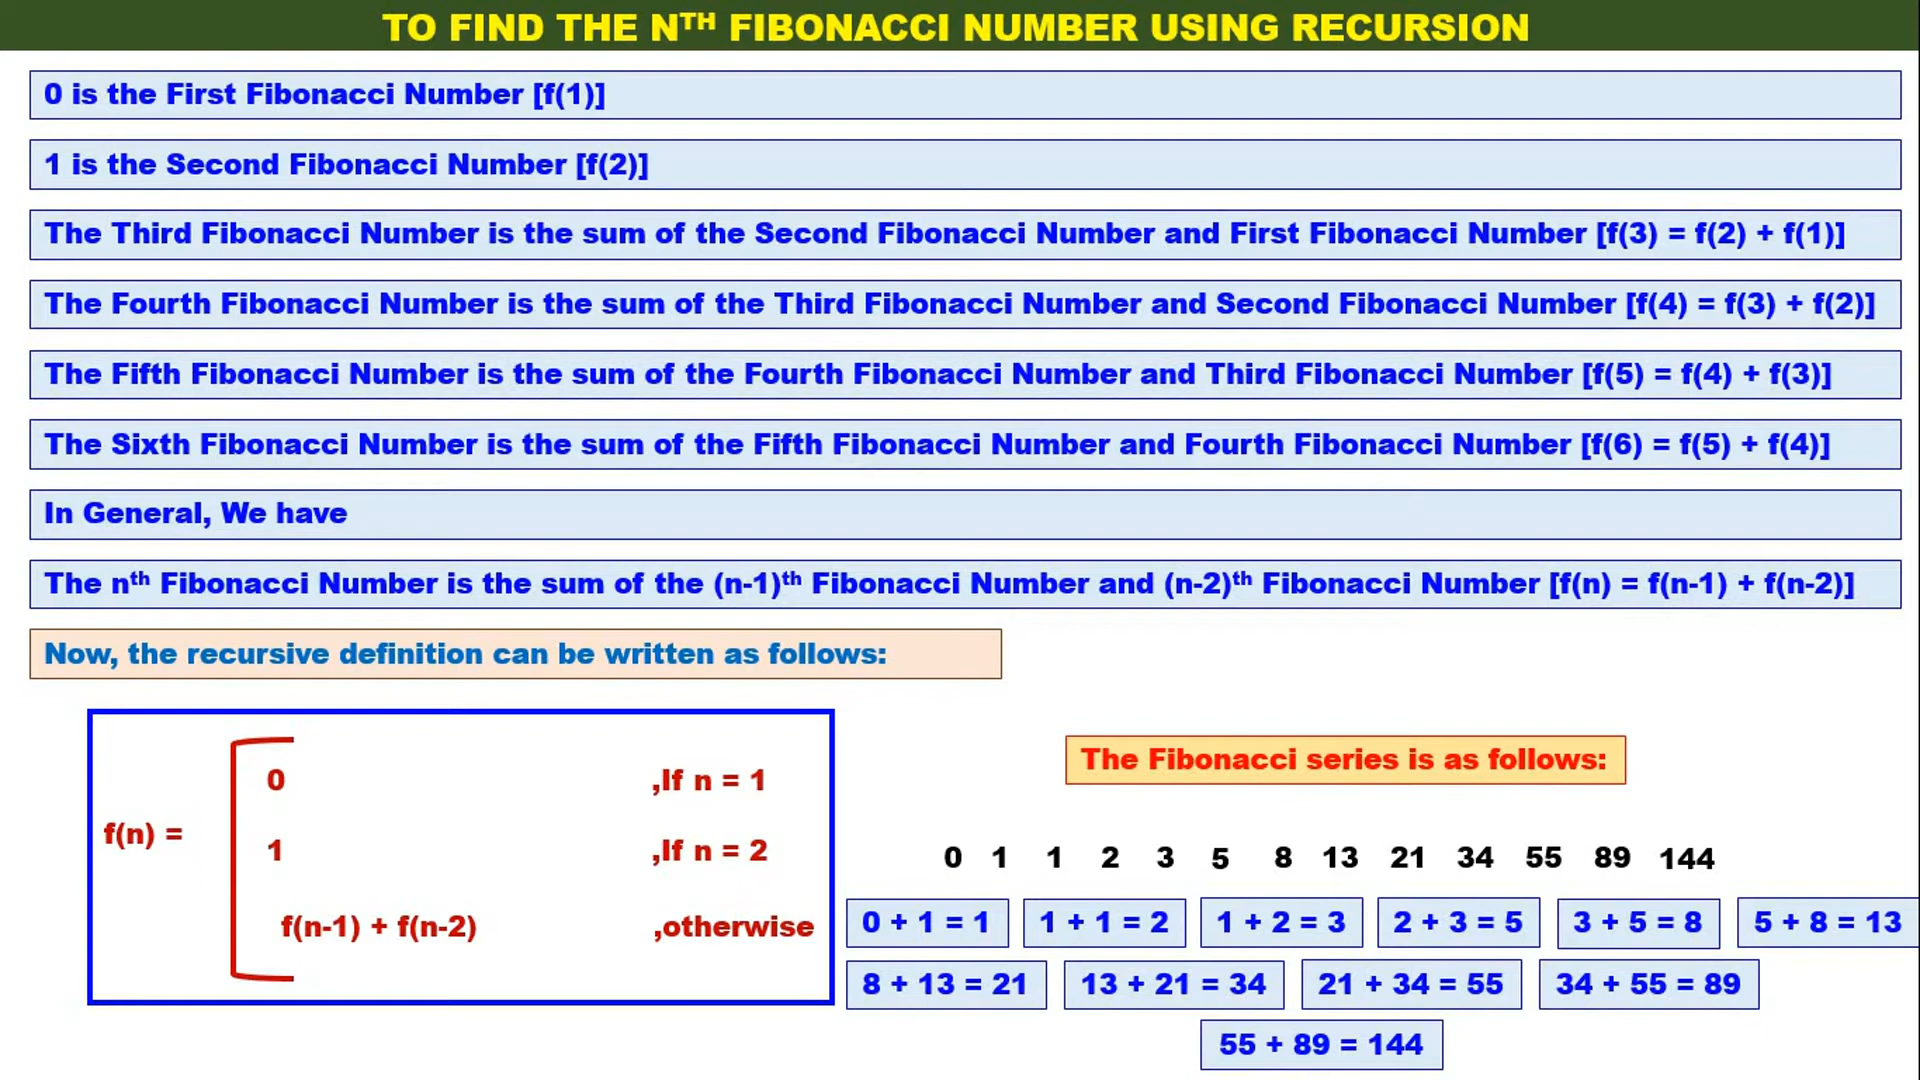 TO FIND THE NTH FIBONACCI NUMBER USING RECURSION
0 is the First Fibonacci Number [f(1)]
1 is the Second Fibonacci Number [f(2)]
The Third Fibonacci Number is the sum of the Second Fibonacci Number and First Fibonacci Number [f(3) = f(2) + f(1)]
The Fourth Fibonacci Number is the sum of the Third Fibonacci Number and Second Fibonacci Number [f(4) = f(3) + f(2)]
The Fifth Fibonacci Number is the sum of the Fourth Fibonacci Number and Third Fibonacci Number [f(5) = f(4) + f(3)]
The Sixth Fibonacci Number is the sum of the Fifth Fibonacci Number and Fourth Fibonacci Number [f(6) = f(5) + f(4)]
In General, We have
The nth Fibonacci Number is the sum of the (n-1)th Fibonacci Number and (n-2)th Fibonacci Number [f(n) = f(n-1) + f(n-2)]
Now, the recursive definition can be written as follows:
f(n) =
0 ,If n = 1
1 ,If n = 2
f(n-1) + f(n-2) ,otherwise
The Fibonacci series is as follows:
0 1 1 2 3 5 8 13 21 34 55 89 144
0 + 1 = 1 1 + 1 = 2 1 + 2 = 3 2 + 3 = 5 3 + 5 = 8 5 + 8 = 13
8 + 13 = 21 13 + 21 = 34 21 + 34 = 55 34 + 55 = 89
55 + 89 = 144